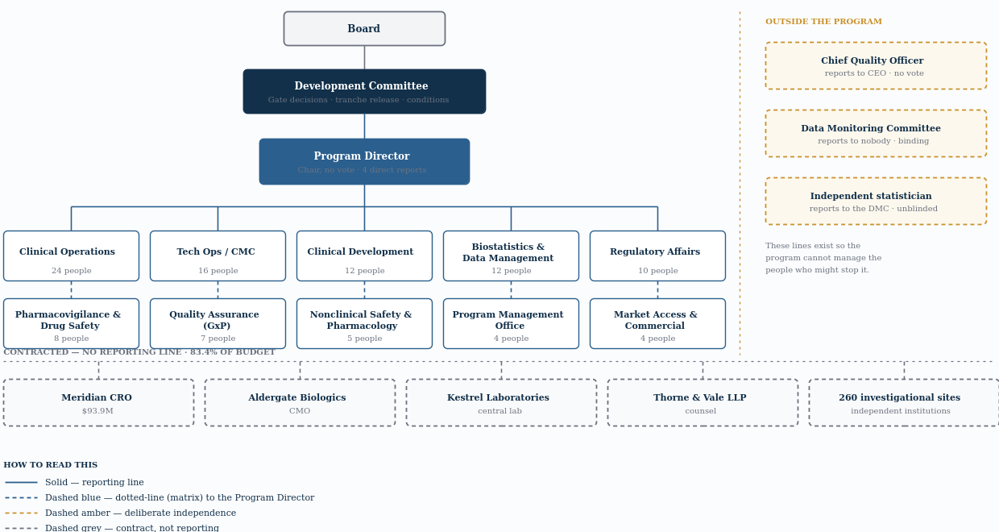 Board
Development Committee
Gate decisions · tranche release · conditions
Program Director
Chair, no vote · 4 direct reports
Clinical Operations
24 people
Tech Ops / CMC
16 people
Clinical Development
12 people
Biostatistics &
Data Management
12 people
Regulatory Affairs
10 people
Pharmacovigilance &
Drug Safety
8 people
Quality Assurance
(GxP)
7 people
Nonclinical Safety &
Pharmacology
5 people
Program Management
Office
4 people
Market Access &
Commercial
4 people
OUTSIDE THE PROGRAM
Chief Quality Officer
reports to CEO · no vote
Data Monitoring Committee
reports to nobody · binding
Independent statistician
reports to the DMC · unblinded
These lines exist so the
program cannot manage the
people who might stop it.
CONTRACTED — NO REPORTING LINE · 83.4% OF BUDGET
Meridian CRO
$93.9M
Aldergate Biologics
CMO
Kestrel Laboratories
central lab
Thorne & Vale LLP
counsel
260 investigational sites
independent institutions
HOW TO READ THIS
Solid — reporting line
Dashed blue — dotted-line (matrix) to the Program Director
Dashed amber — deliberate independence
Dashed grey — contract, not reporting